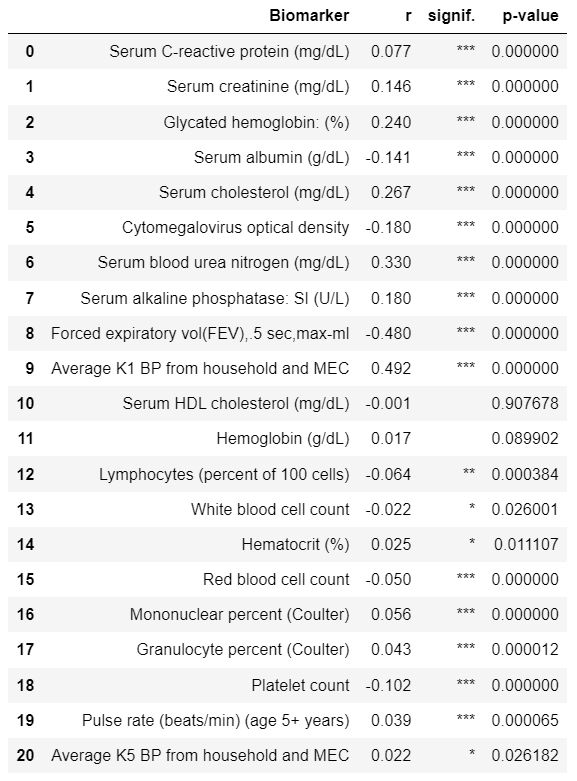 Biomarker r signif. p-value
0 Serum C-reactive protein (mg/dL) 0.077 *** 0.000000
1 Serum creatinine (mg/dL) 0.146 *** 0.000000
2 Glycated hemoglobin: (%) 0.240 *** 0.000000
3 Serum albumin (g/dL) -0.141 *** 0.000000
4 Serum cholesterol (mg/dL) 0.267 *** 0.000000
5 Cytomegalovirus optical density -0.180 *** 0.000000
6 Serum blood urea nitrogen (mg/dL) 0.330 *** 0.000000
7 Serum alkaline phosphatase: SI (U/L) 0.180 *** 0.000000
8 Forced expiratory vol(FEV),.5 sec,max-ml -0.480 *** 0.000000
9 Average K1 BP from household and MEC 0.492 *** 0.000000
10 Serum HDL cholesterol (mg/dL) -0.001 0.907678
11 Hemoglobin (g/dL) 0.017 0.089902
12 Lymphocytes (percent of 100 cells) -0.064 ** 0.000384
13 White blood cell count -0.022 * 0.026001
14 Hematocrit (%) 0.025 * 0.011107
15 Red blood cell count -0.050 *** 0.000000
16 Mononuclear percent (Coulter) 0.056 *** 0.000000
17 Granulocyte percent (Coulter) 0.043 *** 0.000012
18 Platelet count -0.102 *** 0.000000
19 Pulse rate (beats/min) (age 5+ years) 0.039 *** 0.000065
20 Average K5 BP from household and MEC 0.022 * 0.026182